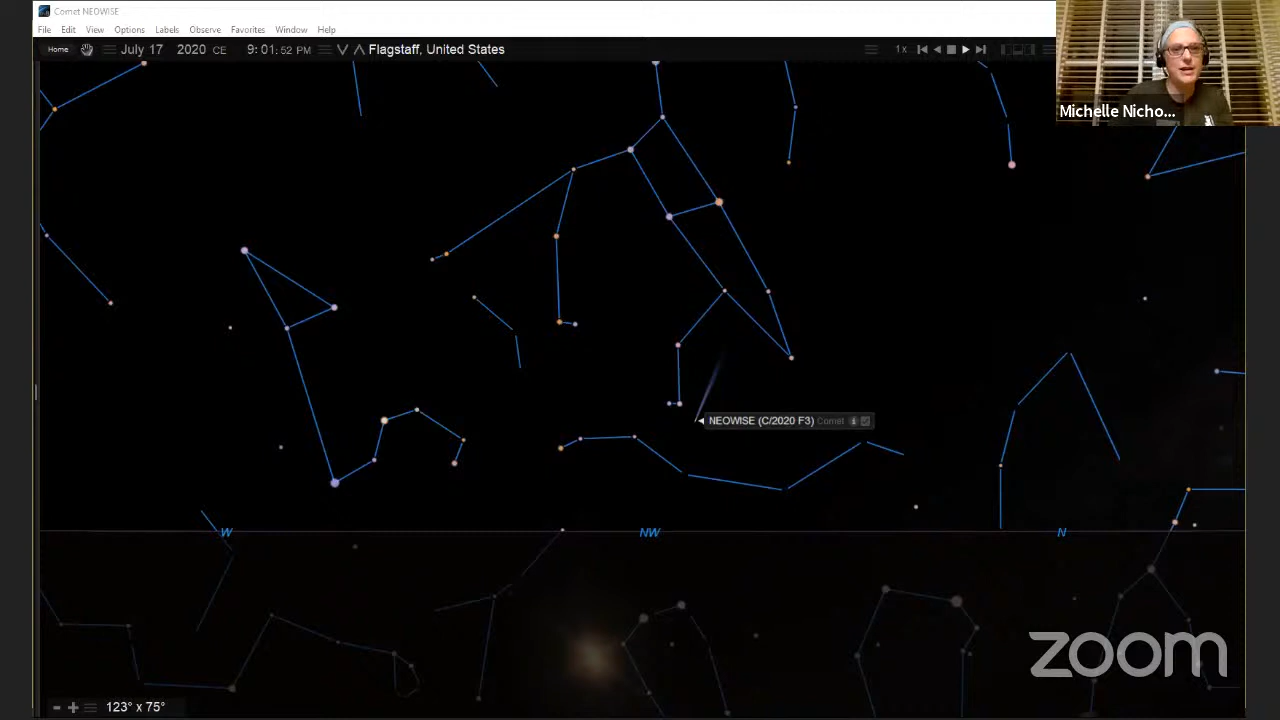 Comet NEOWISE
File Edit View Options Labels Observe Favorites Window Help
Home July 17 2020 CE 9:01:52 PM Flagstaff, United States 1x
Michelle Nicho...
NEOWISE (C/2020 F3) Comet
W NW N
zoom
123° x 75°